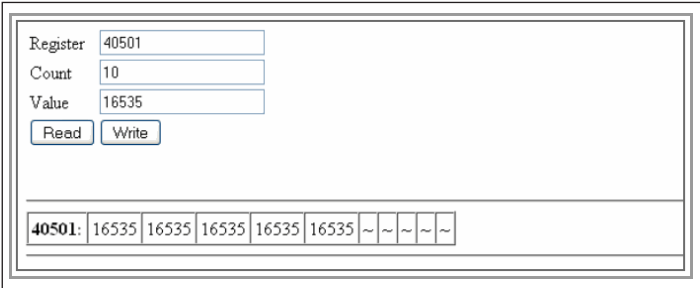 Register 40501
Count 10
Value 16535
Read Write
40501: 16535 16535 16535 16535 16535 ~ ~ ~ ~ ~